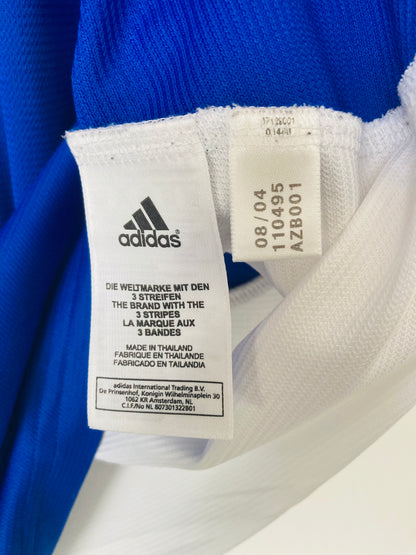 adidas
DIE WELTMARKE MIT DEN
3 STREIFEN
THE BRAND WITH THE
3 STRIPES
LA MARQUE AUX
3 BANDES
MADE IN THAILAND
FABRIQUE EN THAILANDE
FABRICADO EN TAILANDIA
adidas International Trading B.V.
De Prinsenhof, Koningin Wilhelminaplein 30
1062 KR Amsterdam, NL
C.I.F/No NL 807301322B01
08/04
110495
AZB001